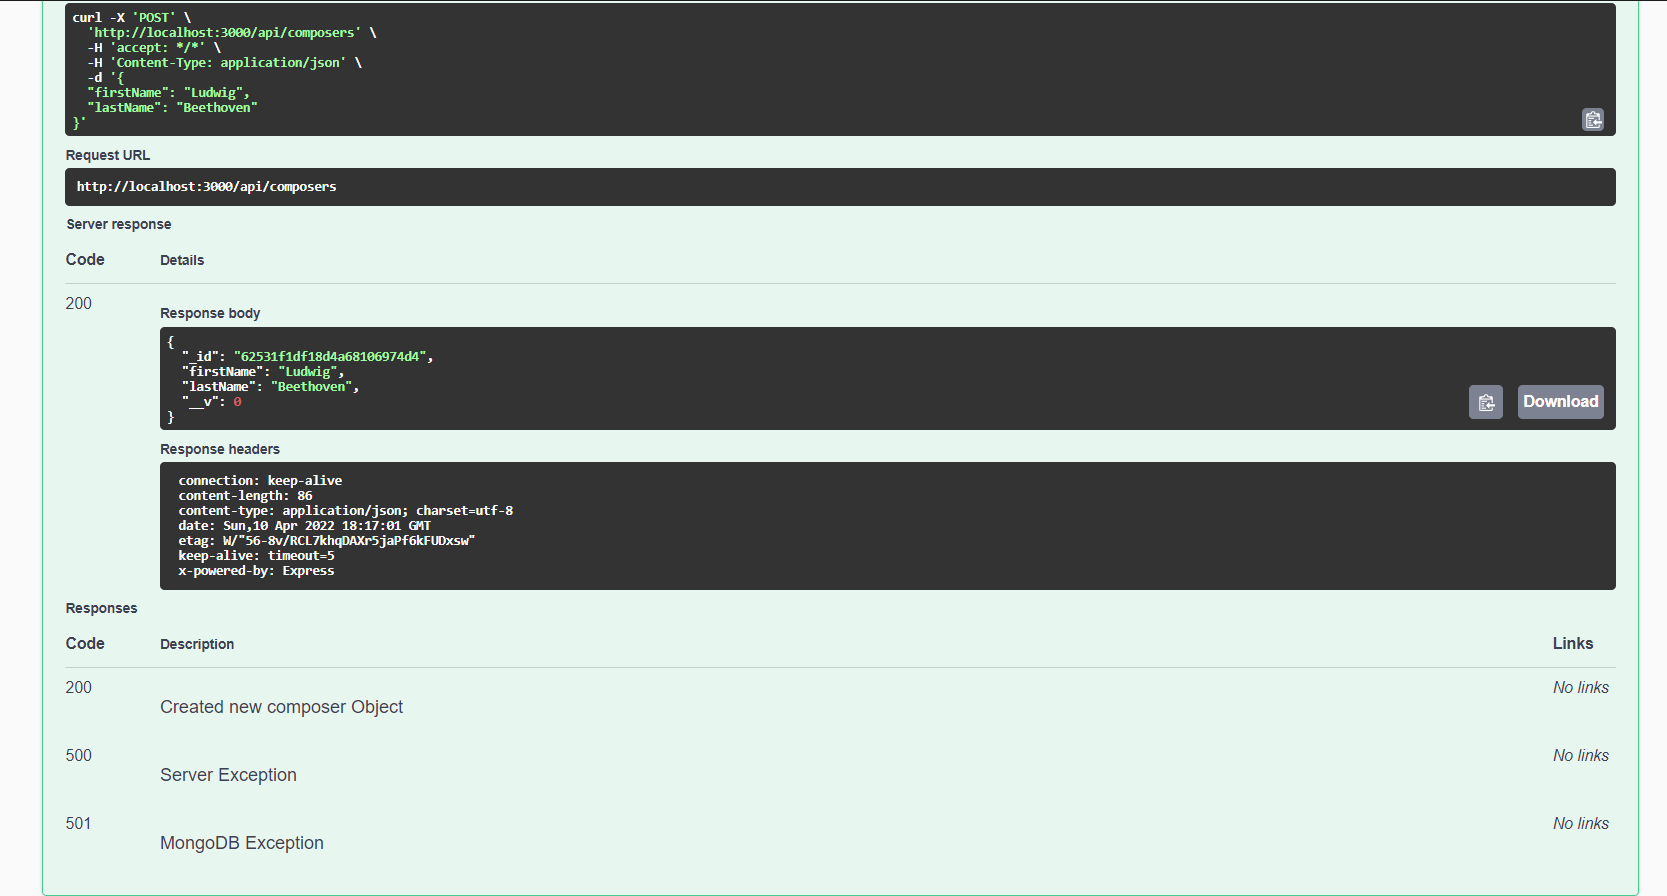 curl -X 'POST' \
  'http://localhost:3000/api/composers' \
  -H 'accept: */*' \
  -H 'Content-Type: application/json' \
  -d '{
  "firstName": "Ludwig",
  "lastName": "Beethoven"
}'
Request URL
http://localhost:3000/api/composers
Server response
Code Details
200
Response body
{
  "_id": "62531f1df18d4a68106974d4",
  "firstName": "Ludwig",
  "lastName": "Beethoven",
  "__v": 0
}
Download
Response headers
connection: keep-alive
content-length: 86
content-type: application/json; charset=utf-8
date: Sun,10 Apr 2022 18:17:01 GMT
etag: W/"56-8v/RCL7khqDAXr5jaPf6kFUDxsw"
keep-alive: timeout=5
x-powered-by: Express
Responses
Code Description Links
200 No links
Created new composer Object
500 No links
Server Exception
501 No links
MongoDB Exception